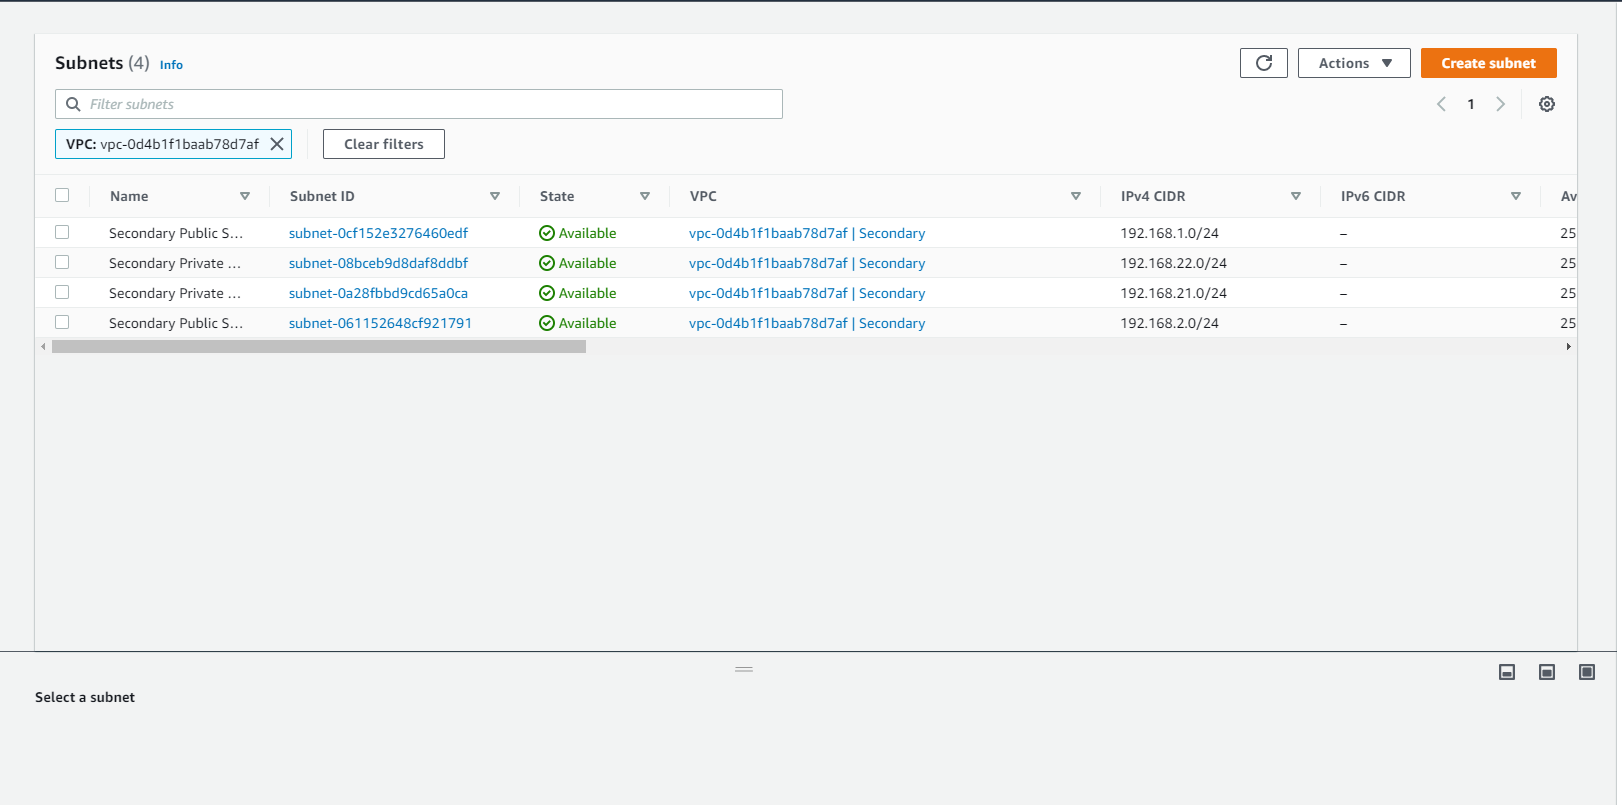 Subnets (4) Info
Actions
Create subnet
Filter subnets
1
VPC: vpc-0d4b1f1baab78d7af
Clear filters
Name Subnet ID State VPC IPv4 CIDR IPv6 CIDR Av
Secondary Public S... subnet-0cf152e3276460edf Available vpc-0d4b1f1baab78d7af | Secondary 192.168.1.0/24 – 25
Secondary Private ... subnet-08bceb9d8daf8ddbf Available vpc-0d4b1f1baab78d7af | Secondary 192.168.22.0/24 – 25
Secondary Private ... subnet-0a28fbbd9cd65a0ca Available vpc-0d4b1f1baab78d7af | Secondary 192.168.21.0/24 – 25
Secondary Public S... subnet-061152648cf921791 Available vpc-0d4b1f1baab78d7af | Secondary 192.168.2.0/24 – 25
Select a subnet